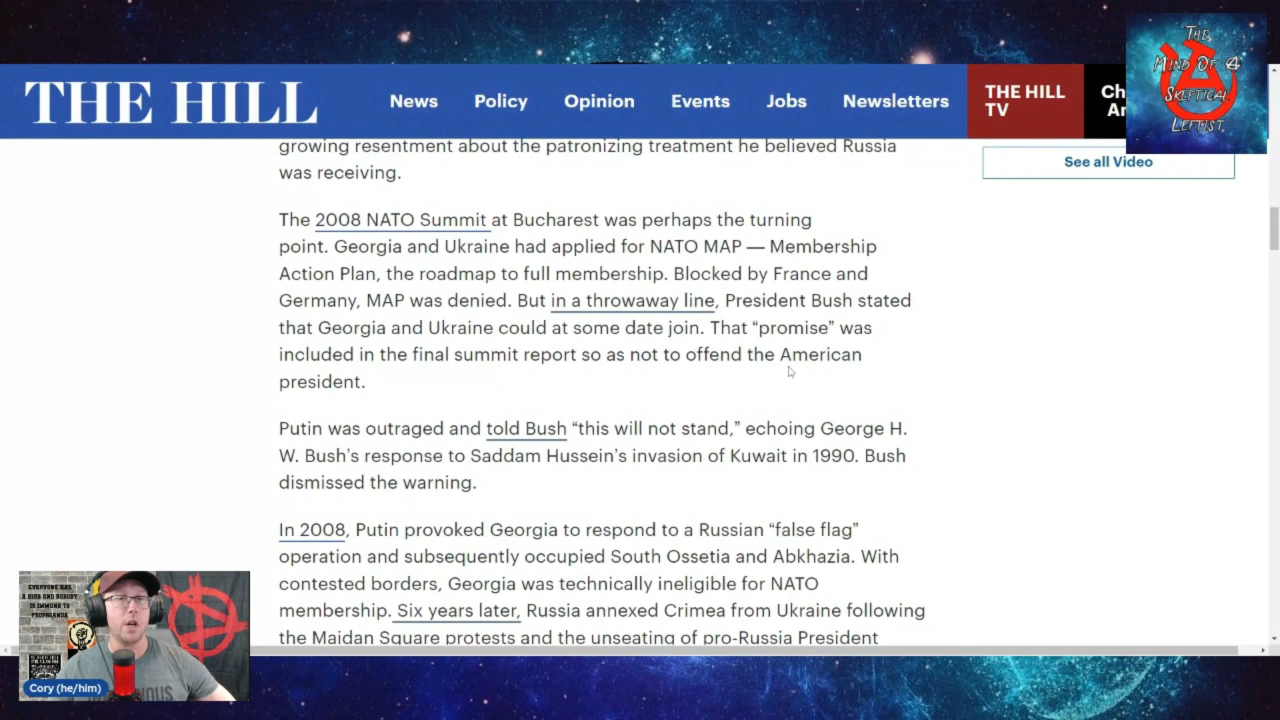 THE HILL
News
Policy
Opinion
Events
Jobs
Newsletters
THE HILL
TV
Ch
Ar
THE
MIND OF A
SKEPTICAL
LEFTIST
See all Video
growing resentment about the patronizing treatment he believed Russia
was receiving.
The 2008 NATO Summit at Bucharest was perhaps the turning
point. Georgia and Ukraine had applied for NATO MAP — Membership
Action Plan, the roadmap to full membership. Blocked by France and
Germany, MAP was denied. But in a throwaway line, President Bush stated
that Georgia and Ukraine could at some date join. That “promise” was
included in the final summit report so as not to offend the American
president.
Putin was outraged and told Bush “this will not stand,” echoing George H.
W. Bush’s response to Saddam Hussein’s invasion of Kuwait in 1990. Bush
dismissed the warning.
In 2008, Putin provoked Georgia to respond to a Russian “false flag”
operation and subsequently occupied South Ossetia and Abkhazia. With
contested borders, Georgia was technically ineligible for NATO
membership. Six years later, Russia annexed Crimea from Ukraine following
the Maidan Square protests and the unseating of pro-Russia President
EVERYONE HAS
A BIAS AND NOBODY
IS IMMUNE TO
PROPAGANDA
Cory (he/him)